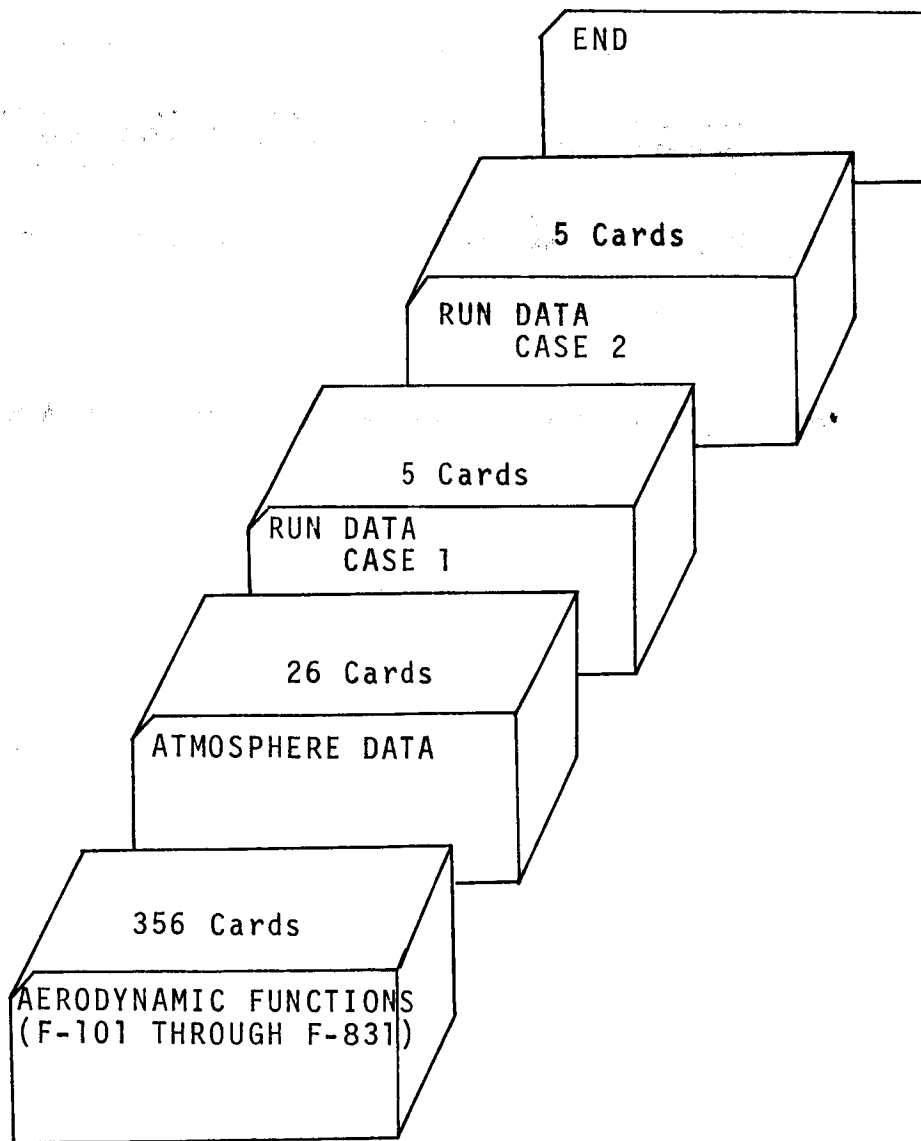 END
5 Cards
RUN DATA
CASE 2
5 Cards
RUN DATA
CASE 1
26 Cards
ATMOSPHERE DATA
356 Cards
AERODYNAMIC FUNCTIONS
(F-101 THROUGH F-831)